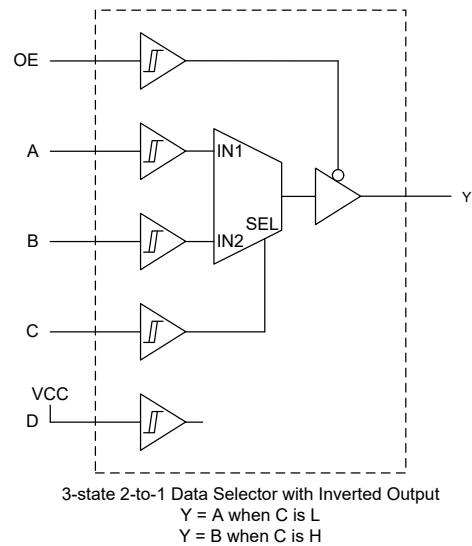 OE
A
IN1
Y
B
IN2
SEL
C
VCC
D
3-state 2-to-1 Data Selector with Inverted Output
Y = A when C is L
Y = B when C is H